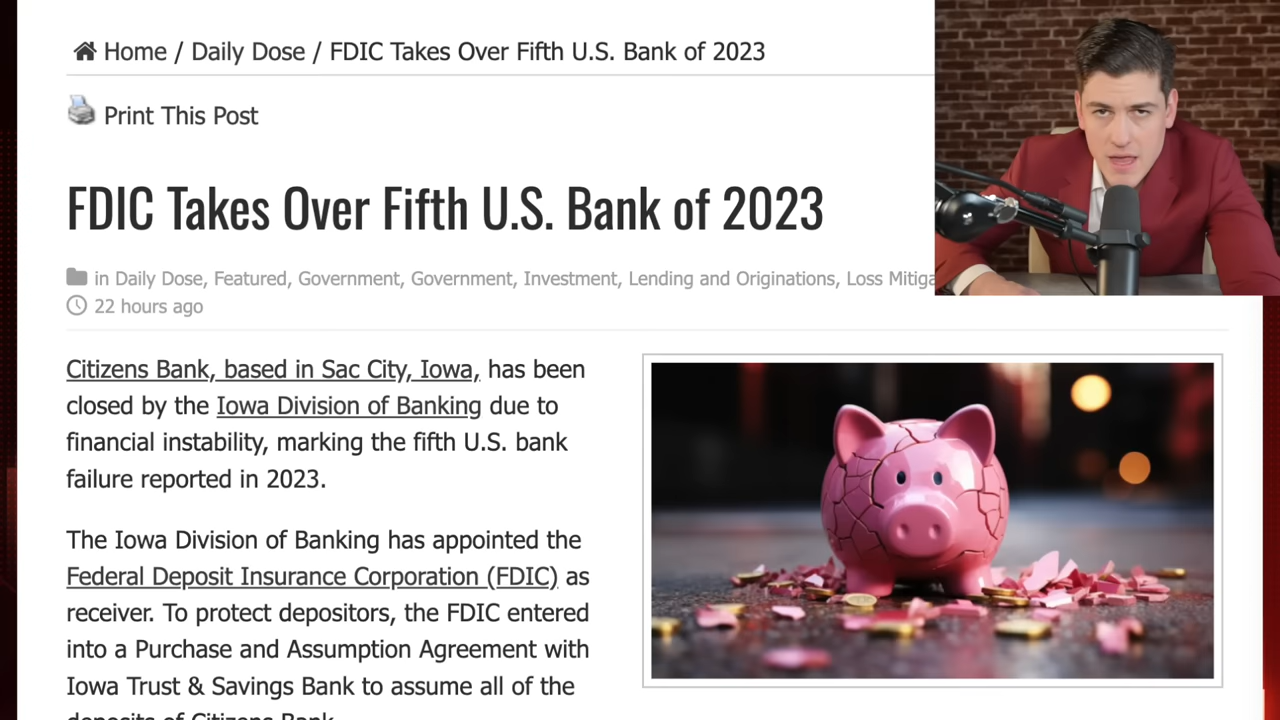 Home / Daily Dose / FDIC Takes Over Fifth U.S. Bank of 2023
Print This Post
FDIC Takes Over Fifth U.S. Bank of 2023
in Daily Dose, Featured, Government, Government, Investment, Lending and Originations, Loss Mitiga
22 hours ago
Citizens Bank, based in Sac City, Iowa, has been
closed by the Iowa Division of Banking due to
financial instability, marking the fifth U.S. bank
failure reported in 2023.
The Iowa Division of Banking has appointed the
Federal Deposit Insurance Corporation (FDIC) as
receiver. To protect depositors, the FDIC entered
into a Purchase and Assumption Agreement with
Iowa Trust & Savings Bank to assume all of the
deposits of Citizens Bank